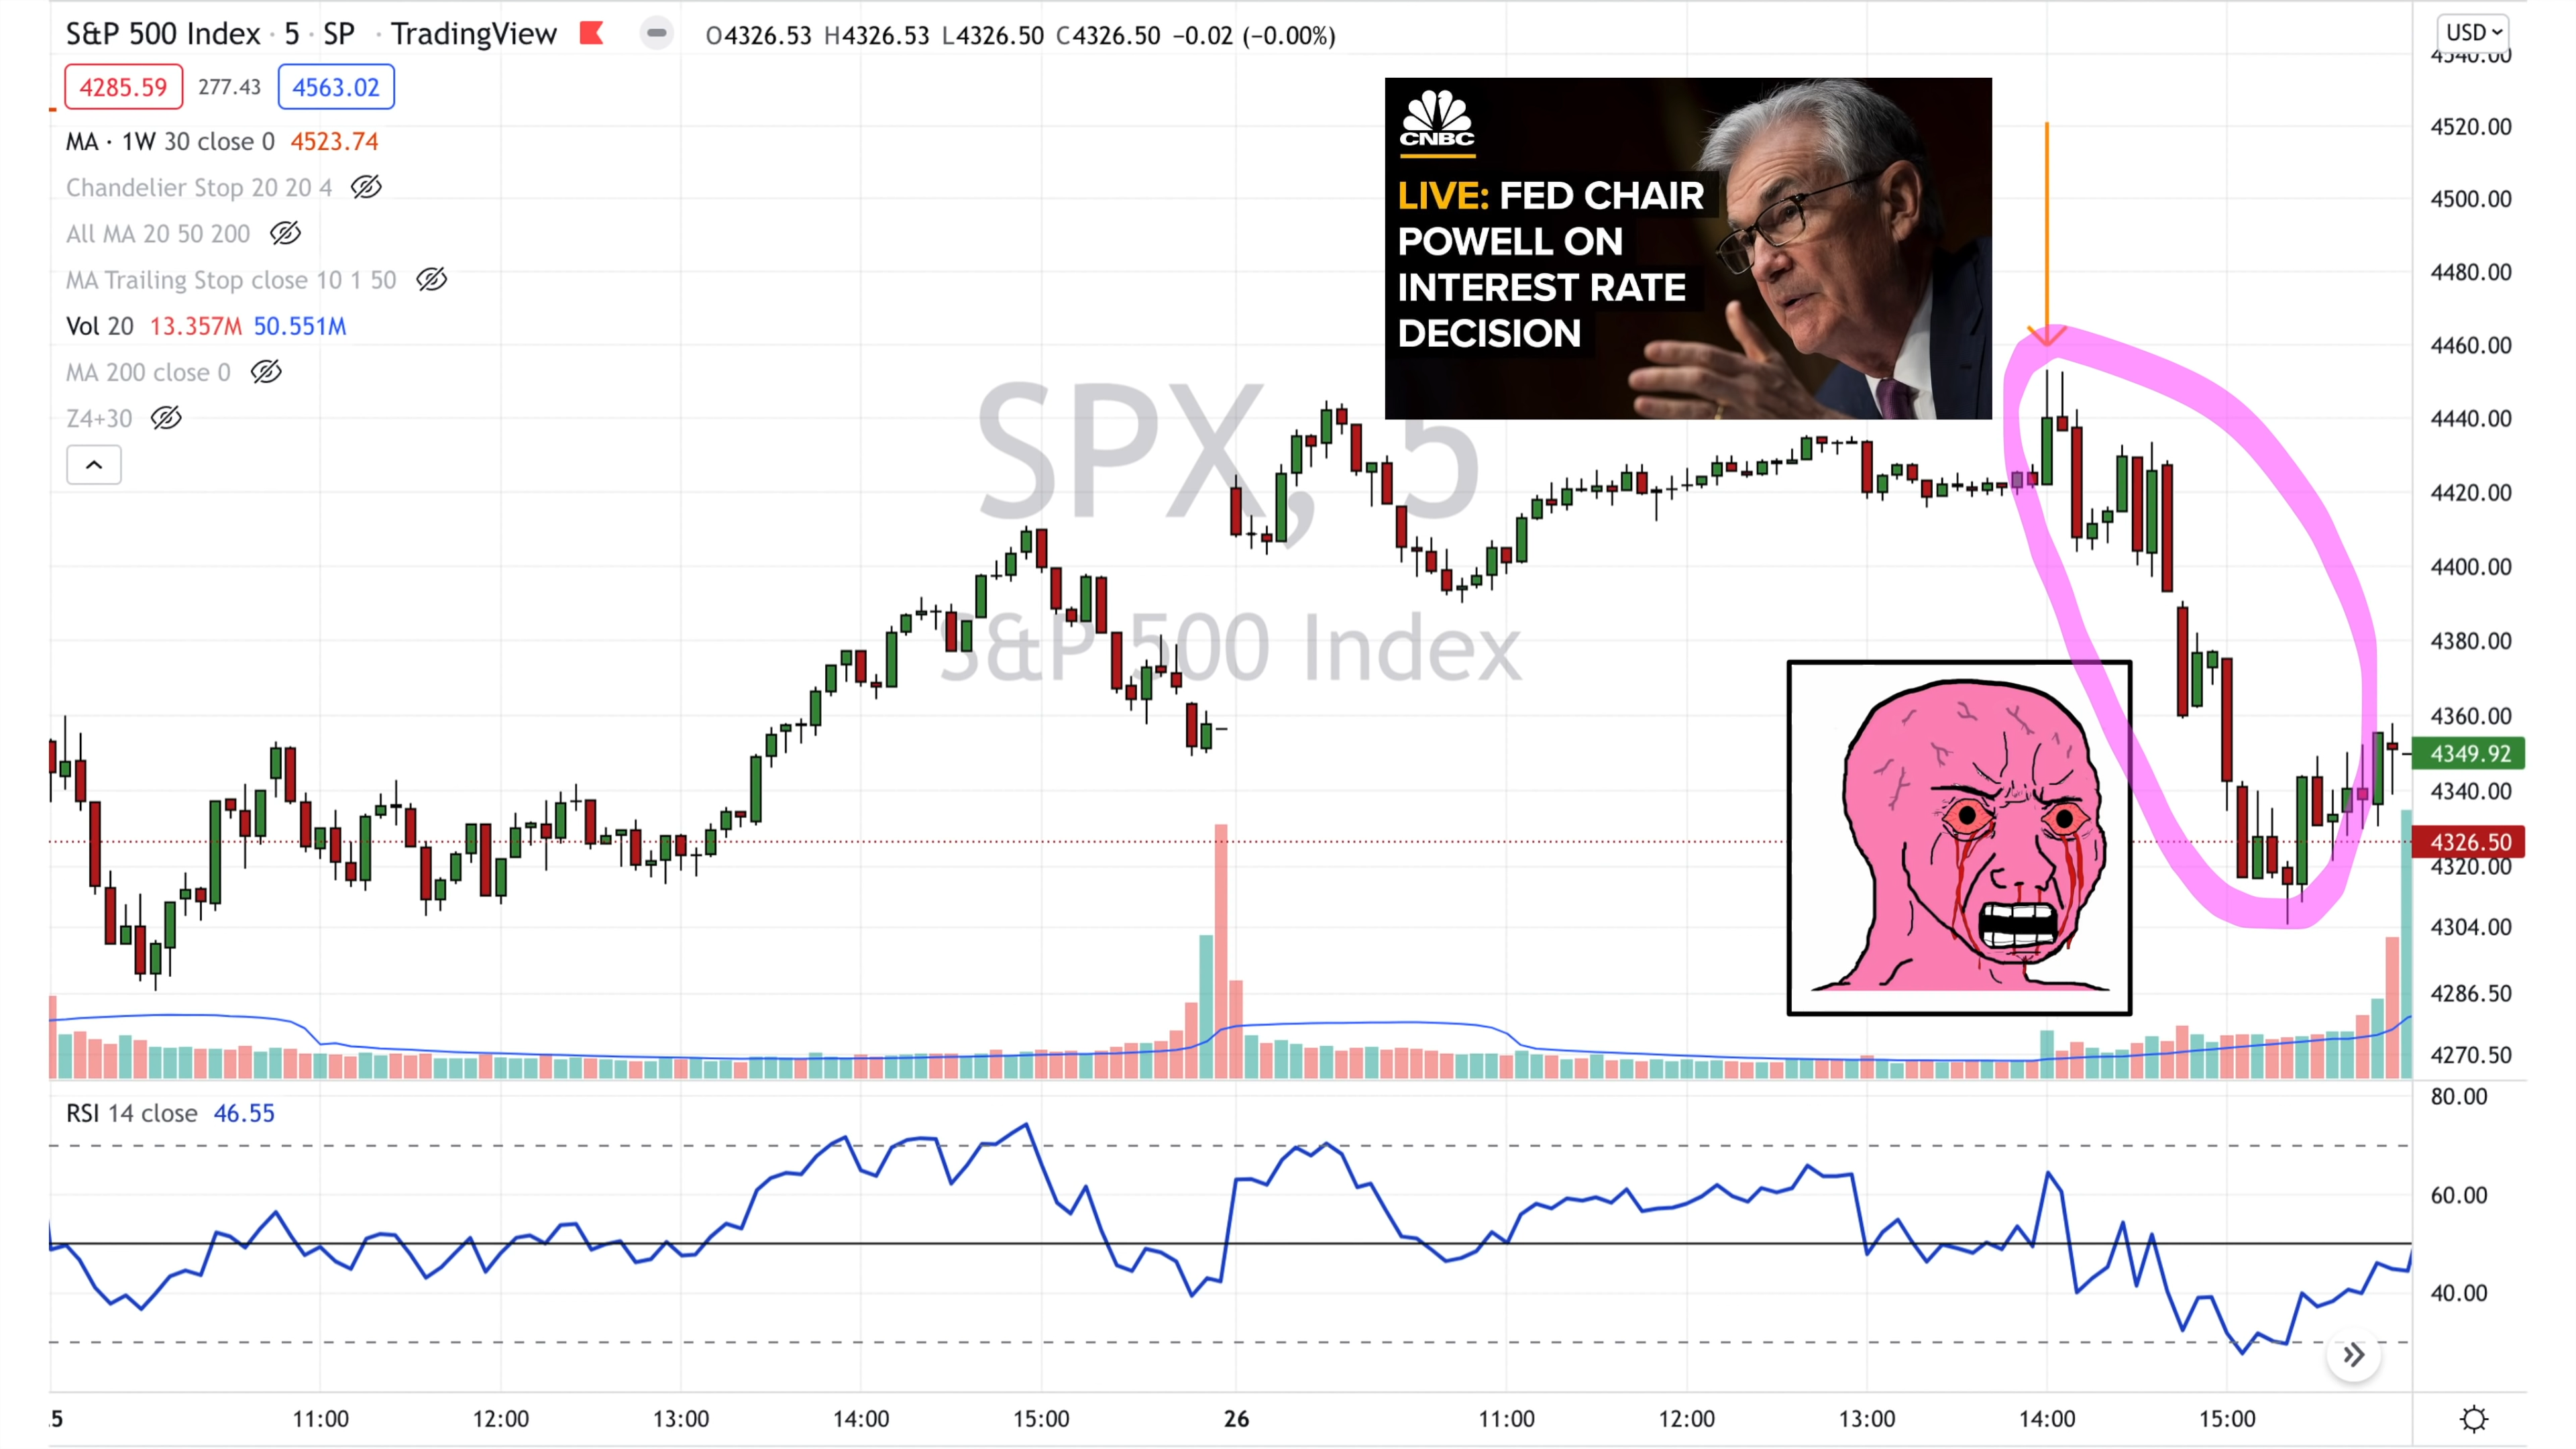 S&P 500 Index · 5 · SP · TradingView O4326.53 H4326.53 L4326.50 C4326.50 −0.02 (−0.00%)
USD
4285.59 277.43 4563.02
MA · 1W 30 close 0 4523.74
Chandelier Stop 20 20 4
All MA 20 50 200
MA Trailing Stop close 10 1 50
Vol 20 13.357M 50.551M
MA 200 close 0
Z4+30
CNBC
LIVE: FED CHAIR
POWELL ON
INTEREST RATE
DECISION
SPX, 5
S&P 500 Index
4540.00
4520.00
4500.00
4480.00
4460.00
4440.00
4420.00
4400.00
4380.00
4360.00
4349.92
4340.00
4326.50
4320.00
4304.00
4286.50
4270.50
RSI 14 close 46.55
80.00
60.00
40.00
.5 11:00 12:00 13:00 14:00 15:00 26 11:00 12:00 13:00 14:00 15:00